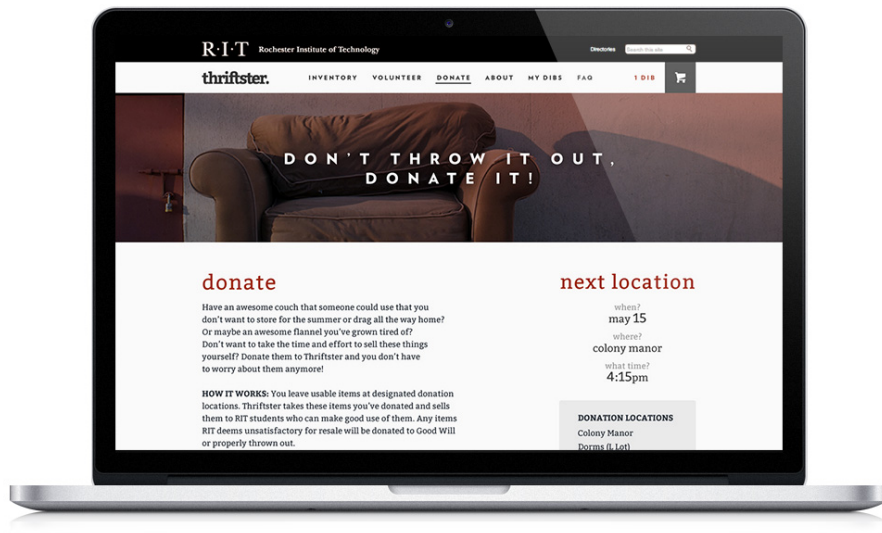 R·I·T Rochester Institute of Technology
Directories Search this site
thriftster. INVENTORY VOLUNTEER DONATE ABOUT MY DIBS FAQ 1 DIB
DON'T THROW IT OUT,
DONATE IT!
donate
Have an awesome couch that someone could use that you
don't want to store for the summer or drag all the way home?
Or maybe an awesome flannel you've grown tired of?
Don't want to take the time and effort to sell these things
yourself? Donate them to Thriftster and you don't have
to worry about them anymore!
HOW IT WORKS: You leave usable items at designated donation
locations. Thriftster takes these items you've donated and sells
them to RIT students who can make good use of them. Any items
RIT deems unsatisfactory for resale will be donated to Good Will
or properly thrown out.
next location
when?
may 15
where?
colony manor
what time?
4:15pm
DONATION LOCATIONS
Colony Manor
Dorms (L Lot)